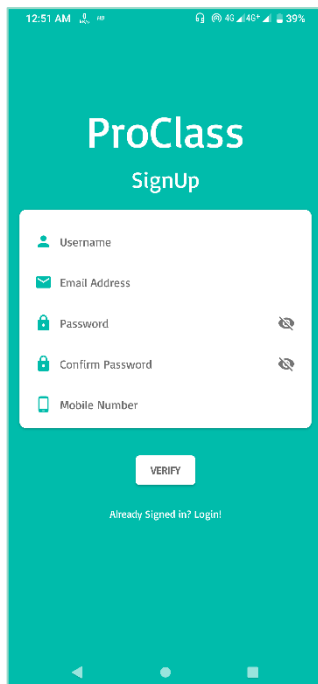 12:51 AM 4G 4G+ 39%
ProClass
SignUp
Username
Email Address
Password
Confirm Password
Mobile Number
VERIFY
Already Signed in? Login!